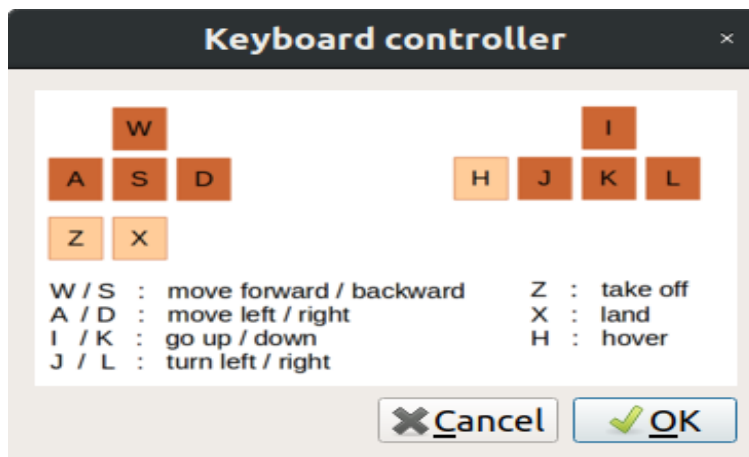 Keyboard controller ×
W I
A S D H J K L
Z X
W / S : move forward / backward Z : take off
A / D : move left / right X : land
I / K : go up / down H : hover
J / L : turn left / right
Cancel OK